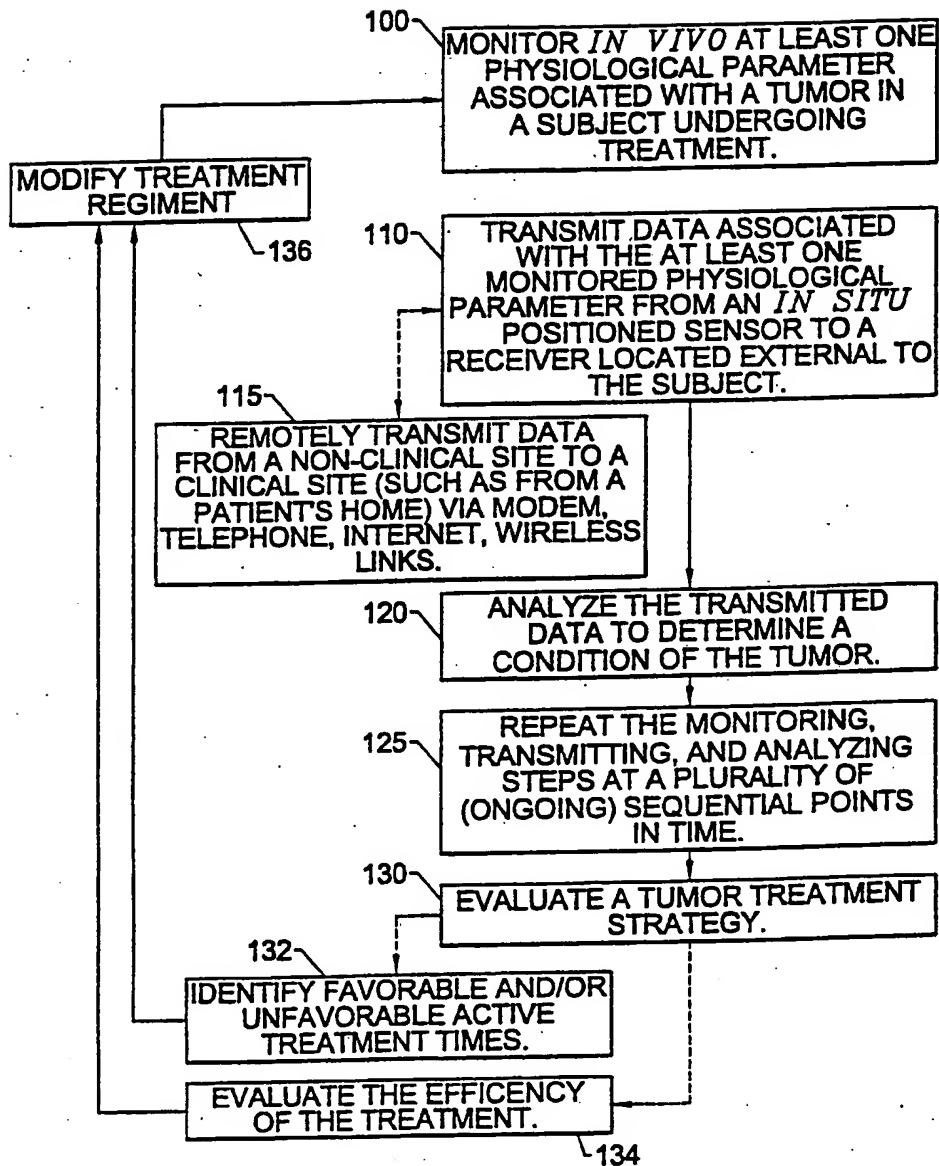 100
MONITOR IN VIVO AT LEAST ONE
PHYSIOLOGICAL PARAMETER
ASSOCIATED WITH A TUMOR IN
A SUBJECT UNDERGOING
TREATMENT.
MODIFY TREATMENT
REGIMENT
136
110
TRANSMIT DATA ASSOCIATED
WITH THE AT LEAST ONE
MONITORED PHYSIOLOGICAL
PARAMETER FROM AN IN SITU
POSITIONED SENSOR TO A
RECEIVER LOCATED EXTERNAL TO
THE SUBJECT.
115
REMOTELY TRANSMIT DATA
FROM A NON-CLINICAL SITE TO A
CLINICAL SITE (SUCH AS FROM A
PATIENT'S HOME) VIA MODEM,
TELEPHONE, INTERNET, WIRELESS
LINKS.
120
ANALYZE THE TRANSMITTED
DATA TO DETERMINE A
CONDITION OF THE TUMOR.
125
REPEAT THE MONITORING,
TRANSMITTING, AND ANALYZING
STEPS AT A PLURALITY OF
(ONGOING) SEQUENTIAL POINTS
IN TIME.
130
EVALUATE A TUMOR TREATMENT
STRATEGY.
132
IDENTIFY FAVORABLE AND/OR
UNFAVORABLE ACTIVE
TREATMENT TIMES.
EVALUATE THE EFFICENCY
OF THE TREATMENT.
134